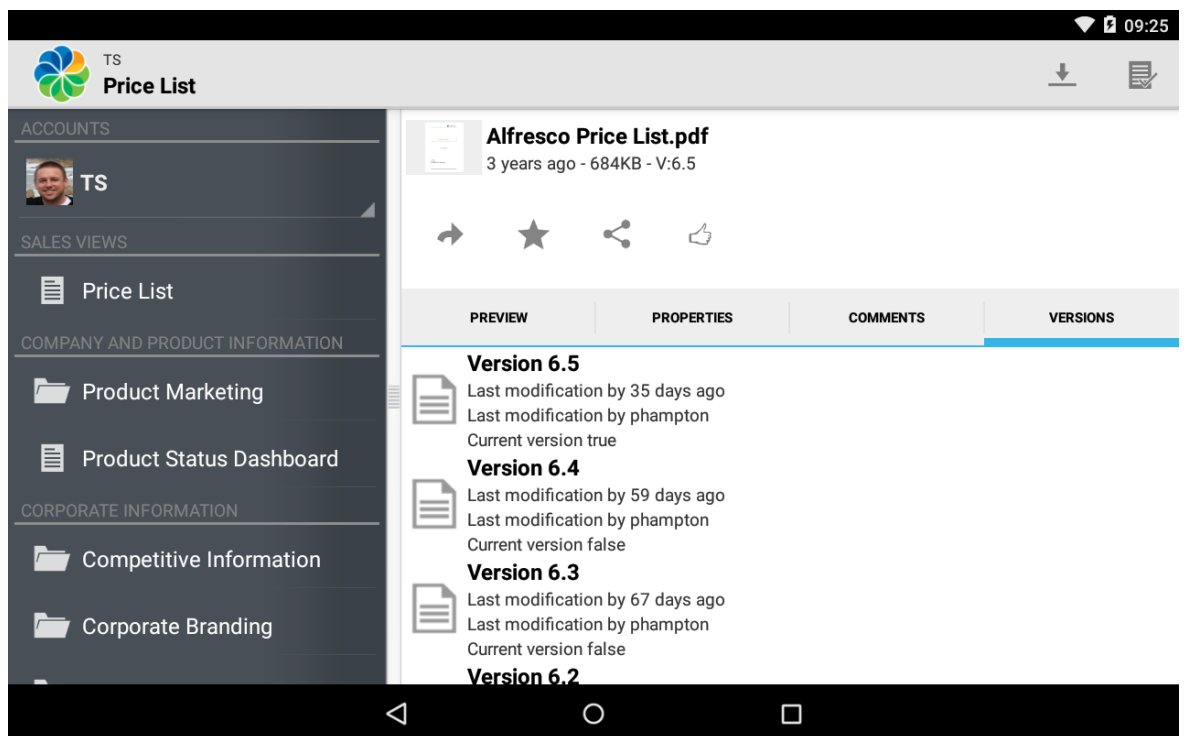 09:25
TS
Price List
ACCOUNTS
TS
SALES VIEWS
Price List
COMPANY AND PRODUCT INFORMATION
Product Marketing
Product Status Dashboard
CORPORATE INFORMATION
Competitive Information
Corporate Branding
Alfresco Price List.pdf
3 years ago - 684KB - V:6.5
PREVIEW PROPERTIES COMMENTS VERSIONS
Version 6.5
Last modification by 35 days ago
Last modification by phampton
Current version true
Version 6.4
Last modification by 59 days ago
Last modification by phampton
Current version false
Version 6.3
Last modification by 67 days ago
Last modification by phampton
Current version false
Version 6.2